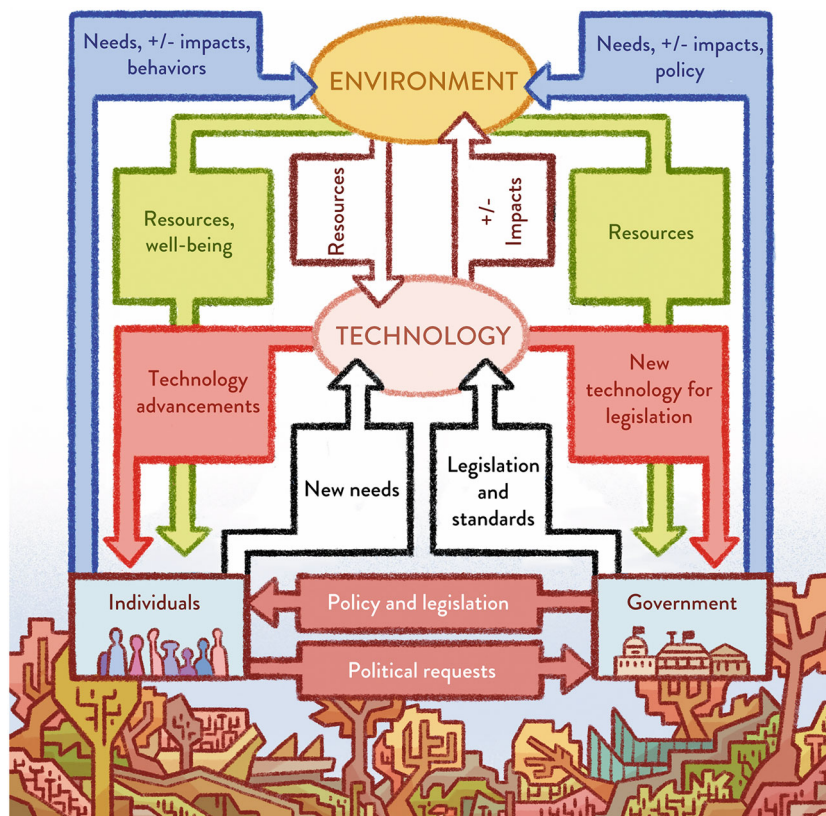 Needs, +/- impacts,
behaviors
ENVIRONMENT
Needs, +/- impacts,
policy
Resources,
well-being
Resources
+/-
Impacts
Resources
TECHNOLOGY
Technology
advancements
New
technology for
legislation
New needs
Legislation
and
standards
Individuals
Policy and legislation
Government
Political requests